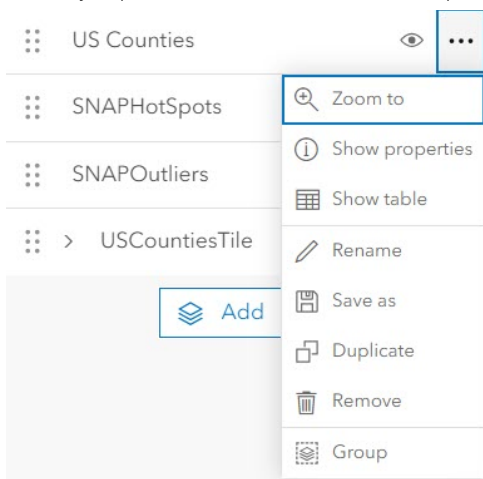 US Counties
Zoom to
SNAPHotSpots
Show properties
SNAPOutliers
Show table
USCountiesTile
Rename
Add
Save as
Duplicate
Remove
Group